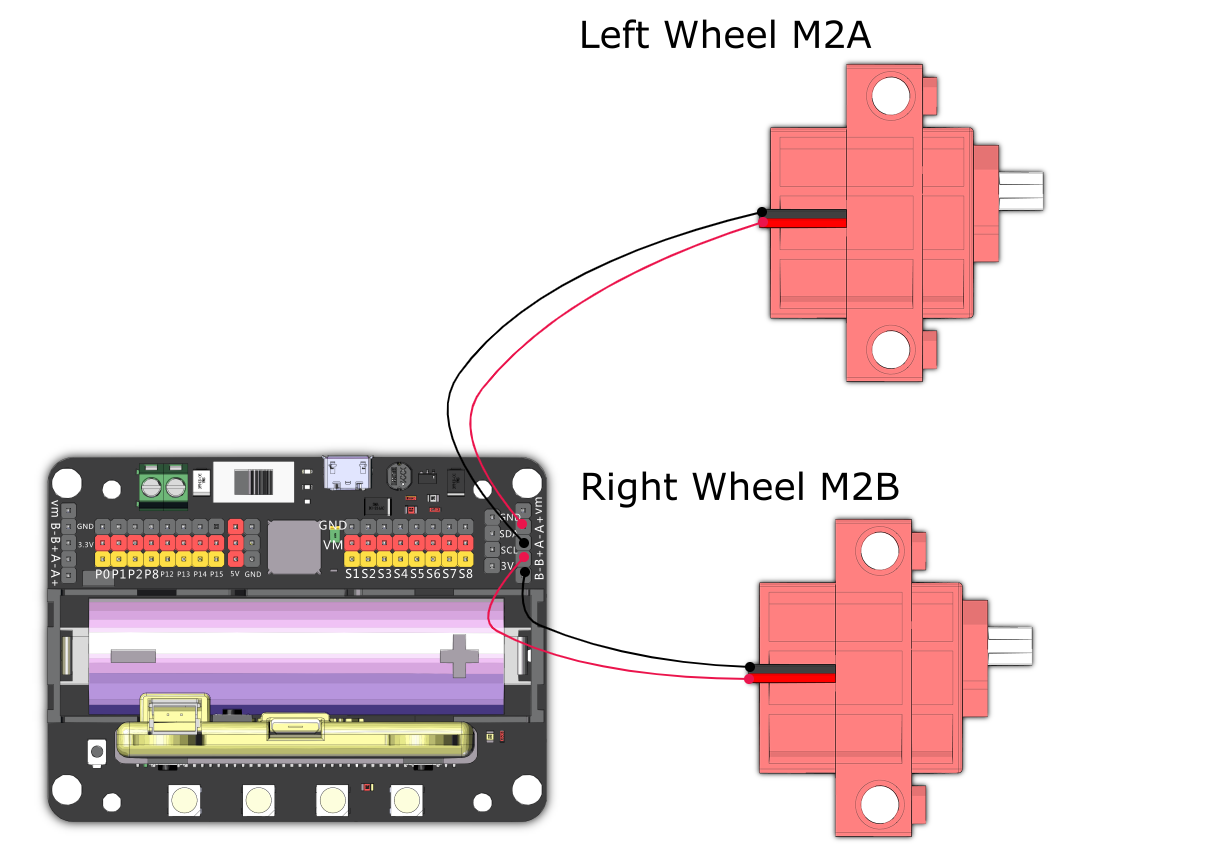 Left Wheel M2A
Right Wheel M2B
vm B-B+A-A+
GND
3.3V
P0 P1 P2 P8 P12 P13 P14 P15 5V GND
GND
VM
S1 S2 S3 S4 S5 S6 S7 S8
GND
SDA
SCL
3V
B-B+A-A+vm